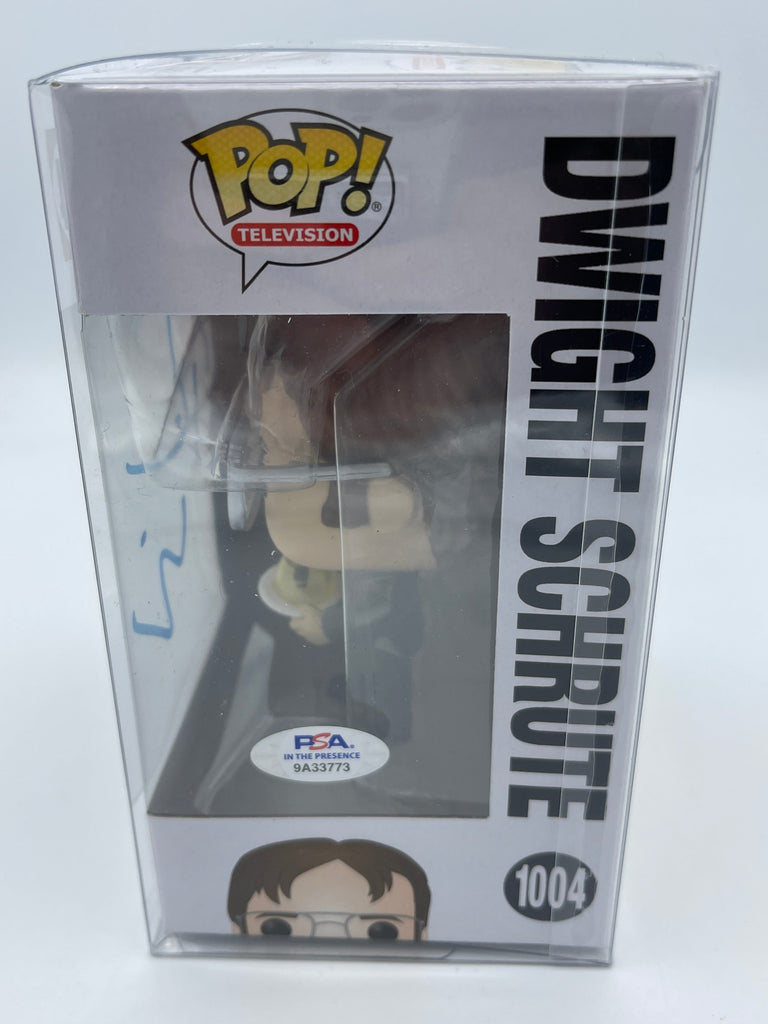 POP!®
TELEVISION
DWIGHT SCHRUTE
1004
PSA®
IN THE PRESENCE
9A33773